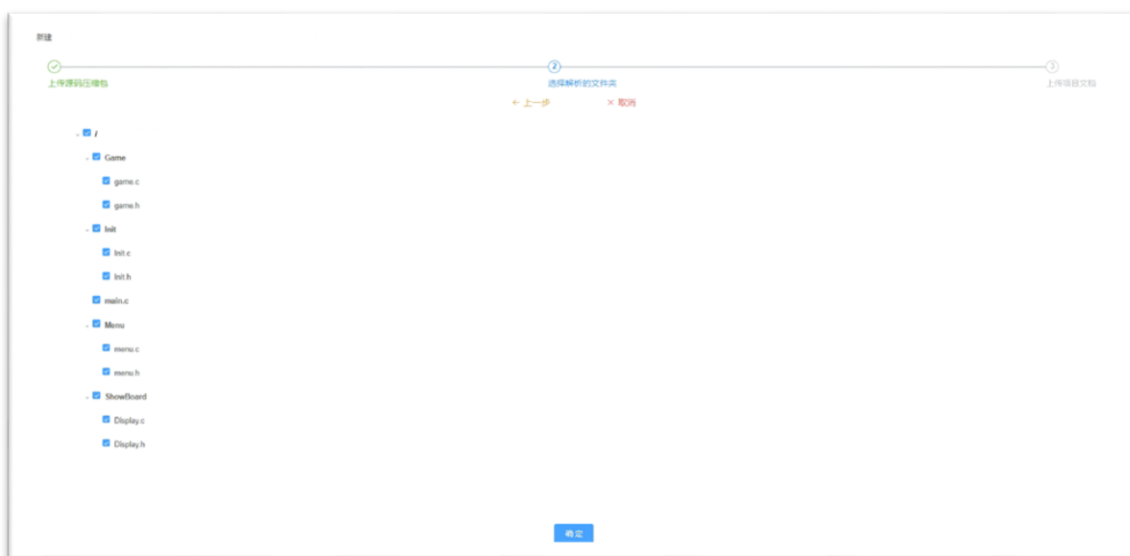 新建
2 3
上传源码压缩包 选择解析的文件夹 上传项目文档
← 上一步 × 取消
/
Game
game.c
game.h
Init
Init.c
Init.h
main.c
Menu
menu.c
menu.h
ShowBoard
Display.c
Display.h
确定